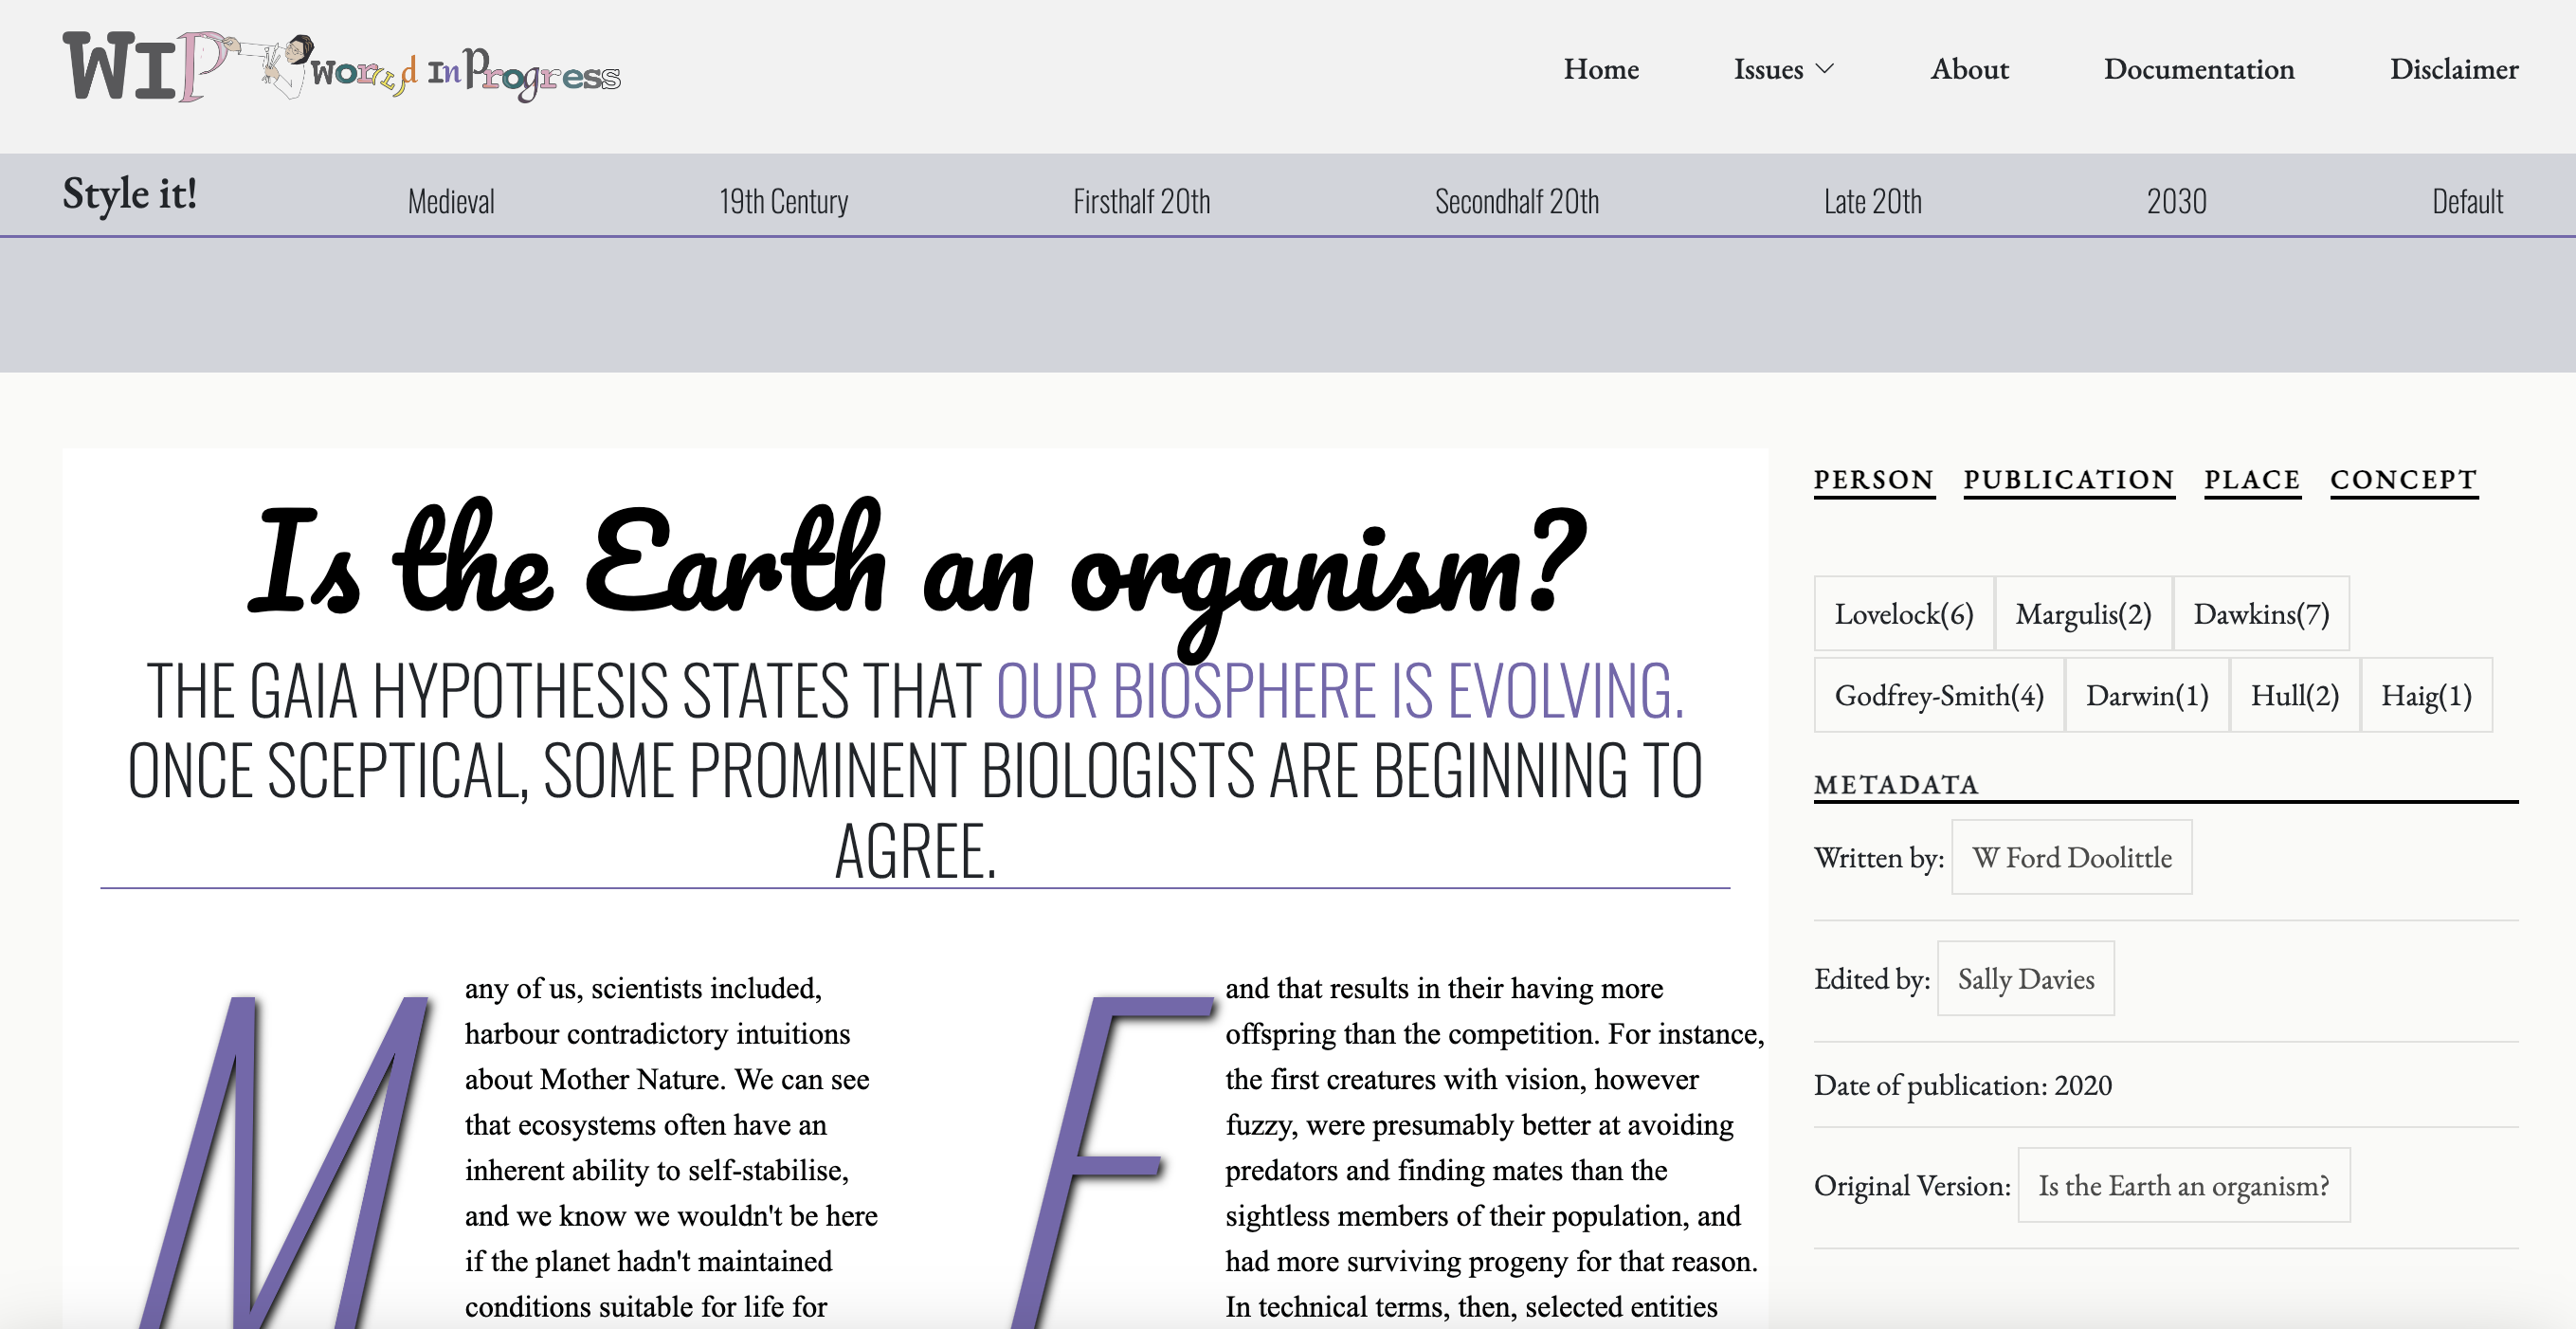 WIP World In Progress
Home Issues About Documentation Disclaimer
Style it! Medieval 19th Century Firsthalf 20th Secondhalf 20th Late 20th 2030 Default
Is the Earth an organism?
THE GAIA HYPOTHESIS STATES THAT OUR BIOSPHERE IS EVOLVING.
ONCE SCEPTICAL, SOME PROMINENT BIOLOGISTS ARE BEGINNING TO
AGREE.
Many of us, scientists included,
harbour contradictory intuitions
about Mother Nature. We can see
that ecosystems often have an
inherent ability to self-stabilise,
and we know we wouldn't be here
if the planet hadn't maintained
conditions suitable for life for
F
and that results in their having more
offspring than the competition. For instance,
the first creatures with vision, however
fuzzy, were presumably better at avoiding
predators and finding mates than the
sightless members of their population, and
had more surviving progeny for that reason.
In technical terms, then, selected entities
PERSON PUBLICATION PLACE CONCEPT
Lovelock(6) Margulis(2) Dawkins(7)
Godfrey-Smith(4) Darwin(1) Hull(2) Haig(1)
METADATA
Written by: W Ford Doolittle
Edited by: Sally Davies
Date of publication: 2020
Original Version: Is the Earth an organism?